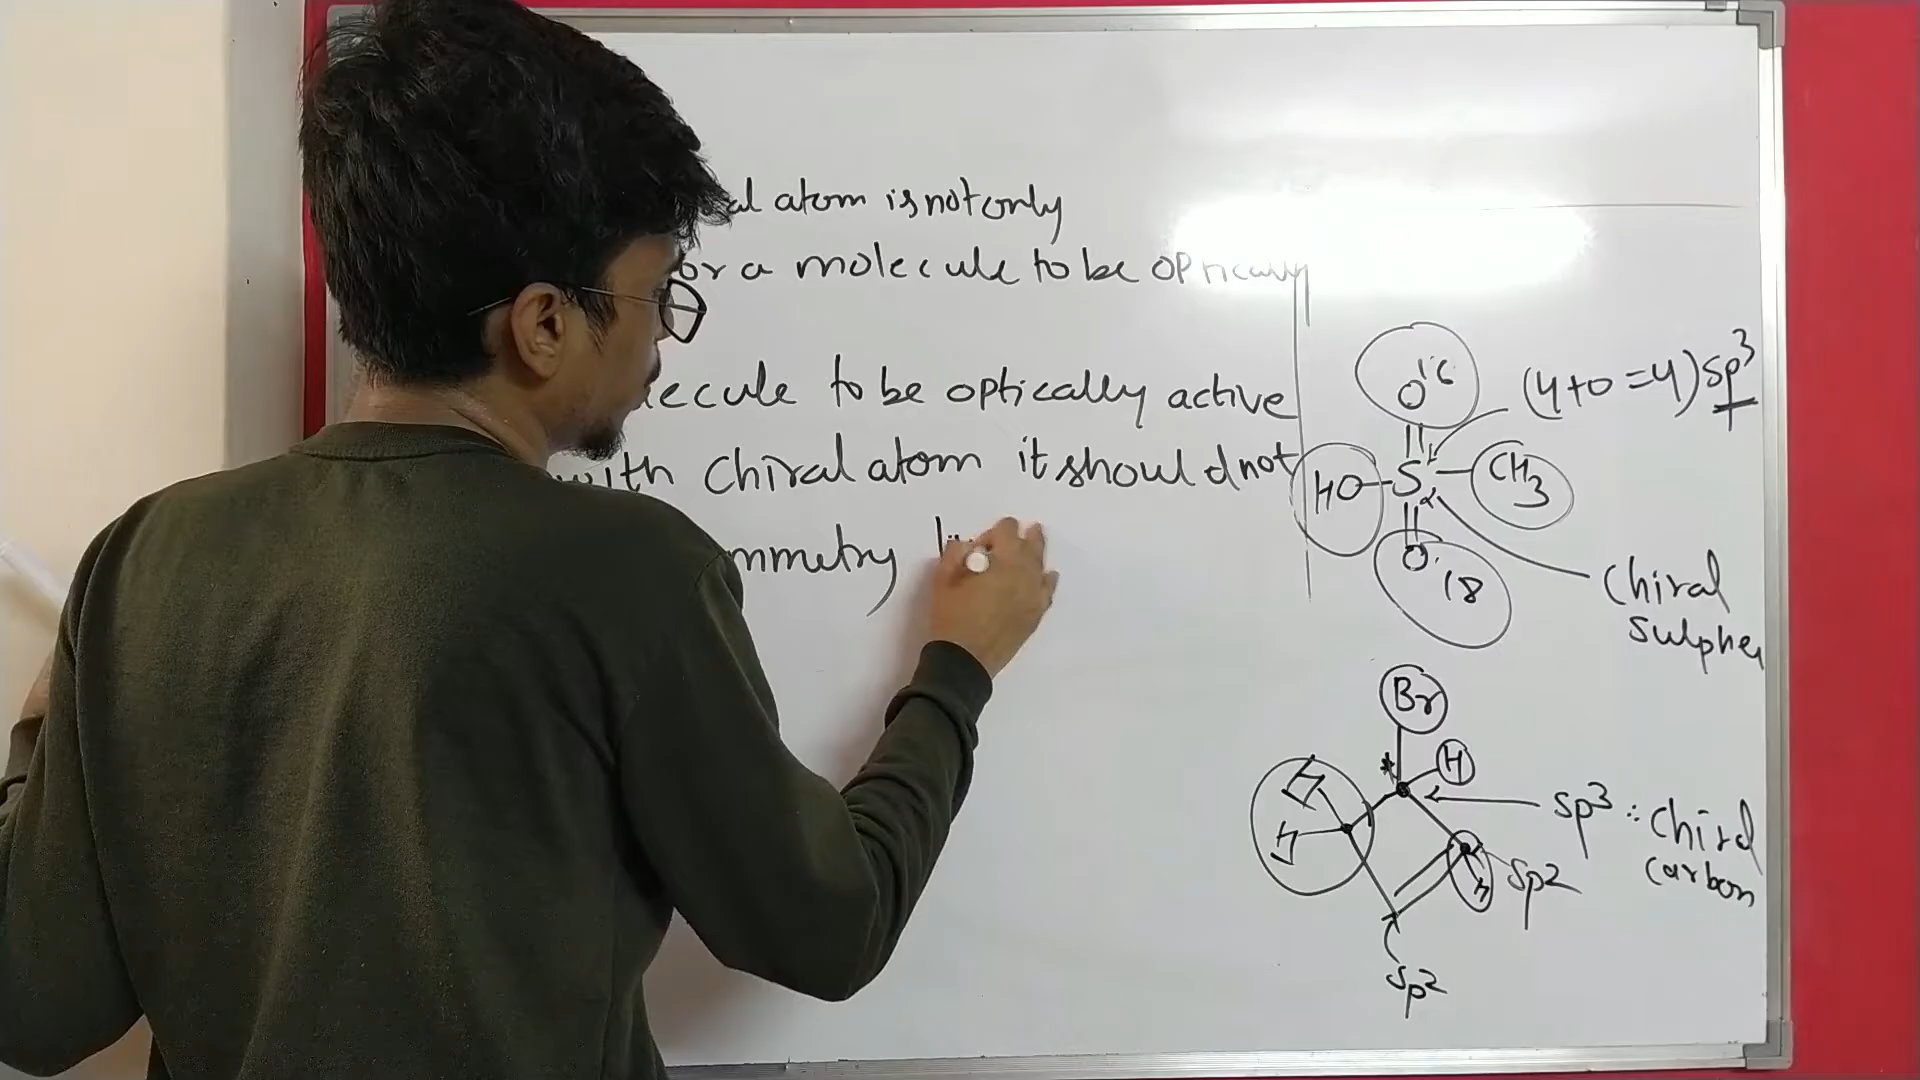 al atom is not only
or a molecule to be optically
ecule to be optically active
with Chiral atom it should not
mmetry
O16
(4+0=4) sp3
HO-S-CH3
O18
Chiral
Sulpher
Br
H
H
H
sp3 ∴ Chiral
carbon
H
sp2
sp2